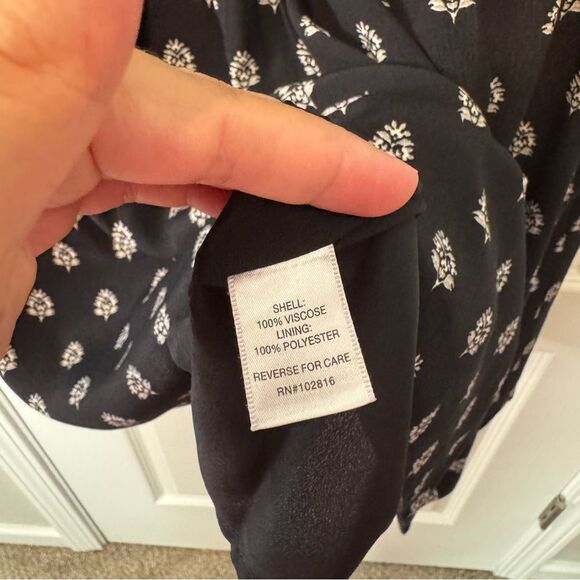 SHELL:
100% VISCOSE
LINING:
100% POLYESTER
REVERSE FOR CARE
RN#102816